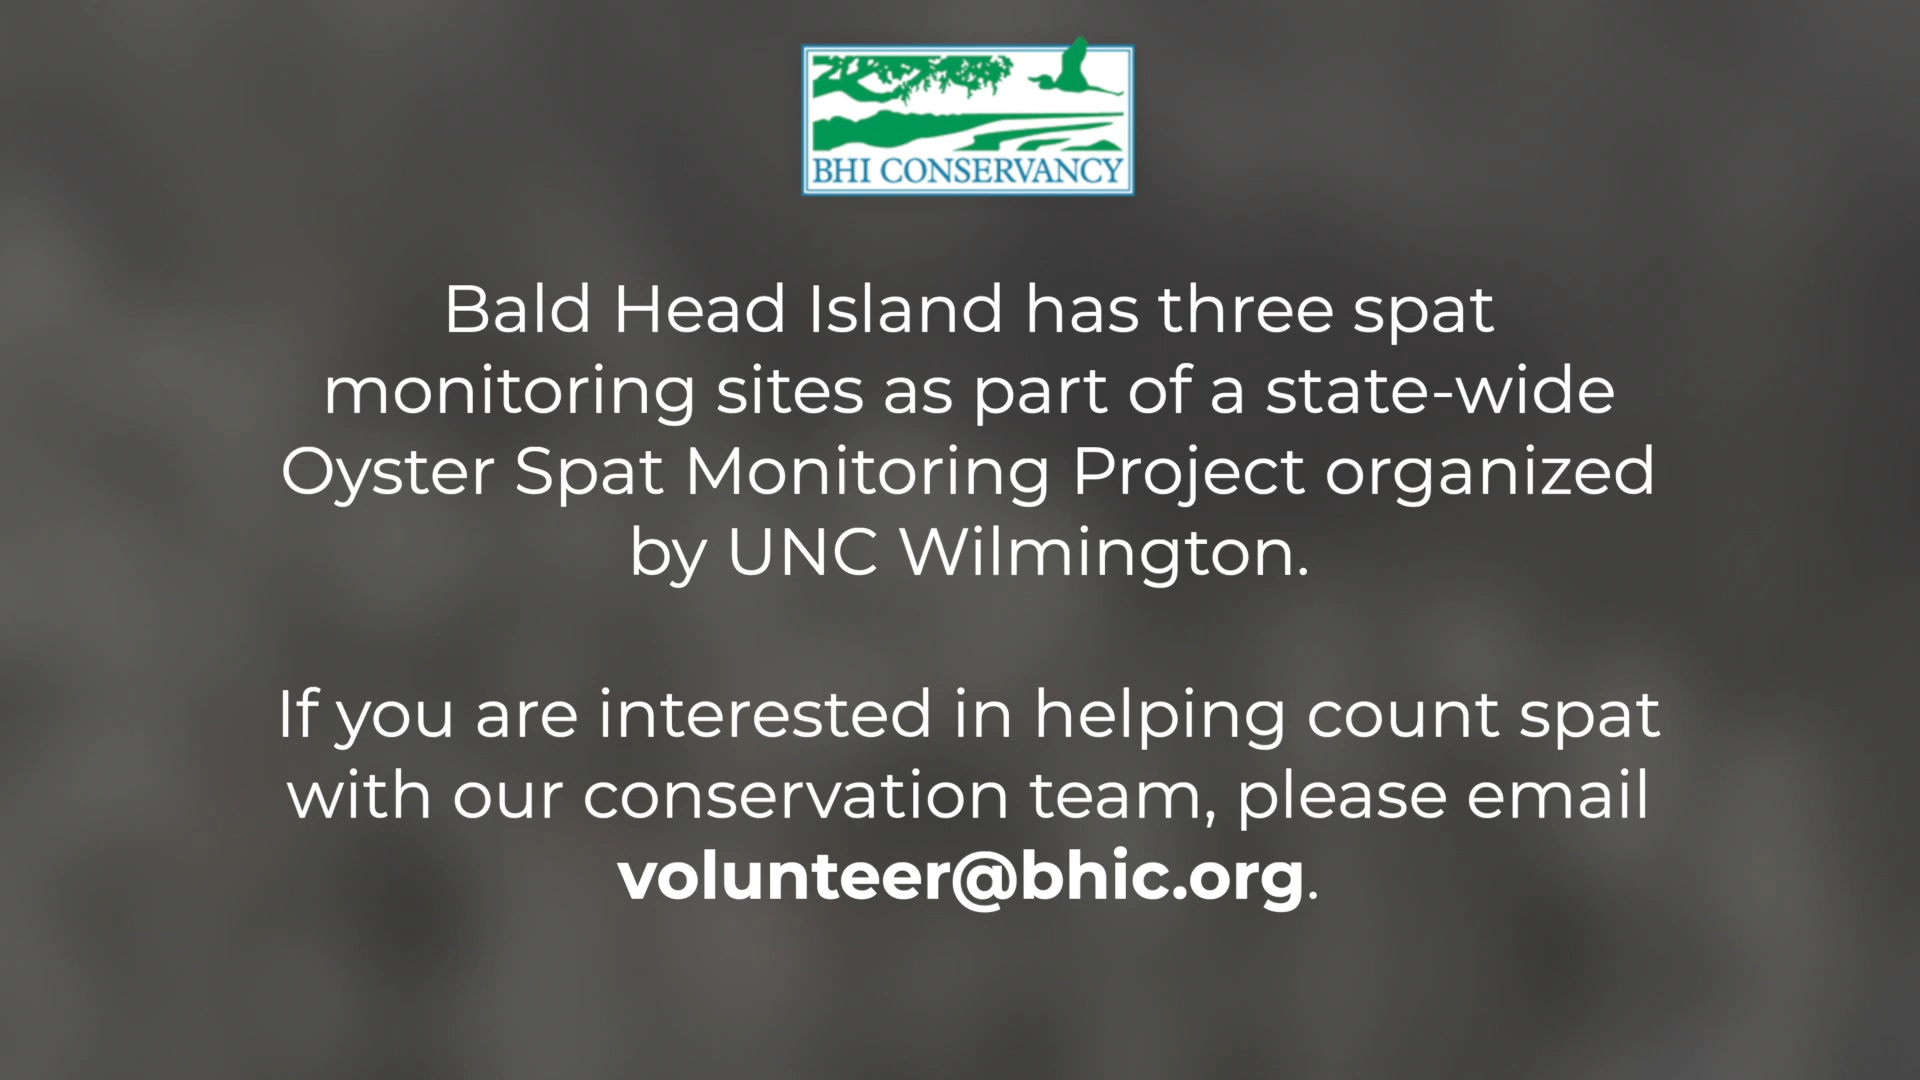 BHI CONSERVANCY
Bald Head Island has three spat
monitoring sites as part of a state-wide
Oyster Spat Monitoring Project organized
by UNC Wilmington.
If you are interested in helping count spat
with our conservation team, please email
volunteer@bhic.org.